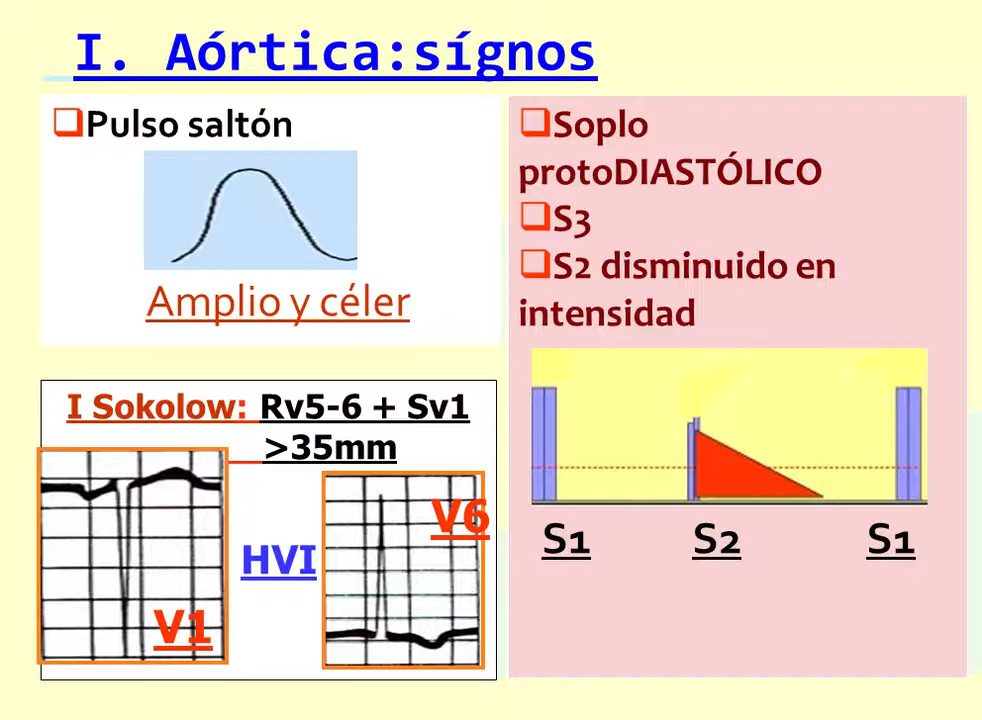 I. Aórtica:sígnos
Pulso saltón
Amplio y céler
I Sokolow: Rv5-6 + Sv1
>35mm
V1
HVI
V6
Soplo
protoDIASTÓLICO
S3
S2 disminuido en
intensidad
S1 S2 S1